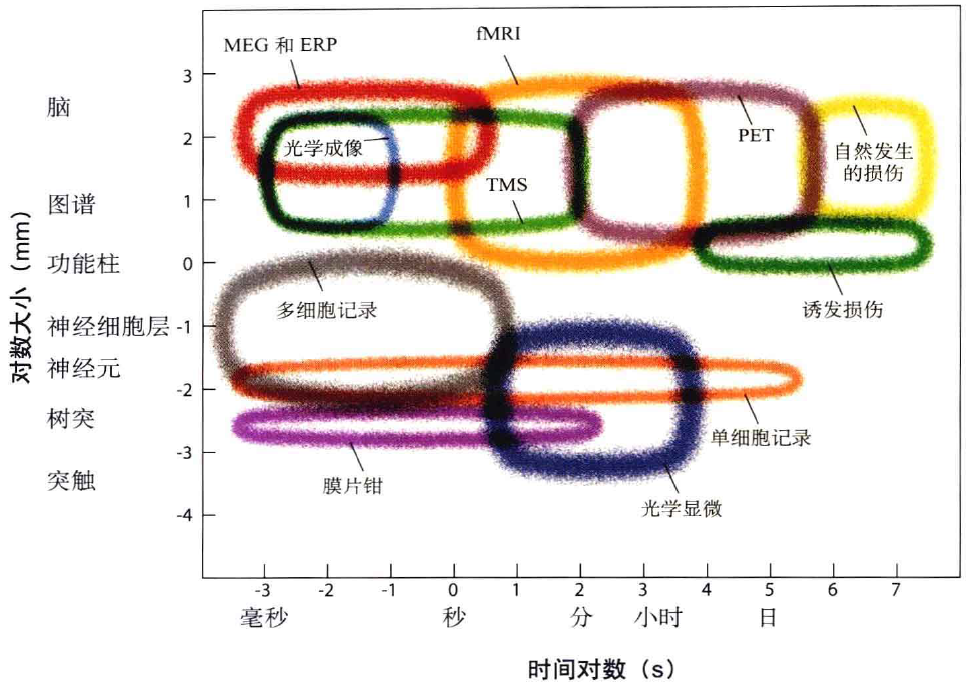 MEG 和 ERP
fMRI
光学成像
TMS
PET
自然发生
的损伤
多细胞记录
诱发损伤
单细胞记录
膜片钳
光学显微
对数大小(mm)
脑
图谱
功能柱
神经细胞层
神经元
树突
突触
3
2
1
0
-1
-2
-3
-4
-3 -2 -1 0 1 2 3 4 5 6 7
毫秒 秒 分 小时 日
时间对数(s)